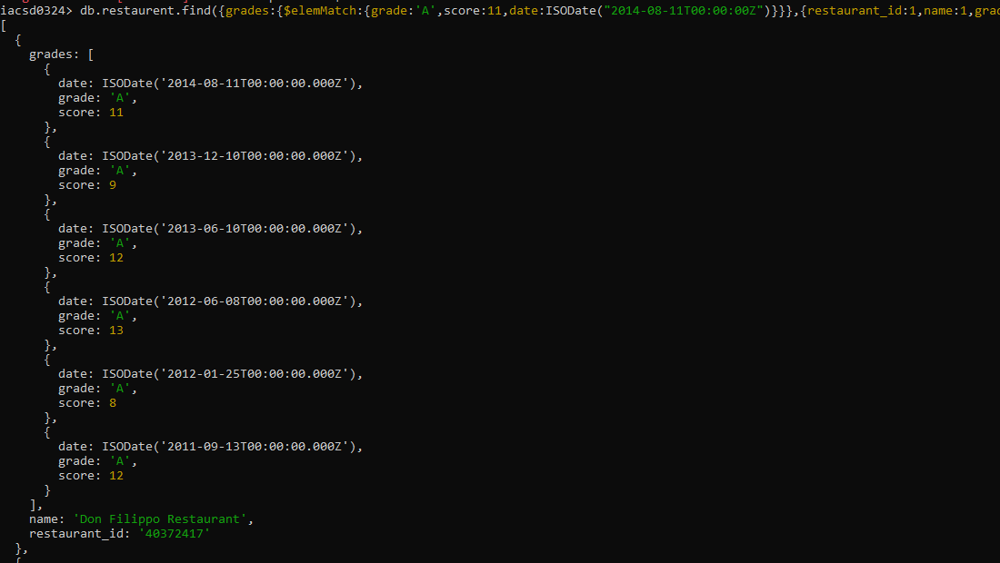 iacsd0324> db.restaurent.find({grades:{$elemMatch:{grade:'A',score:11,date:ISODate("2014-08-11T00:00:00Z")}}},{restaurant_id:1,name:1,grad
[
  {
    grades: [
      {
        date: ISODate('2014-08-11T00:00:00.000Z'),
        grade: 'A',
        score: 11
      },
      {
        date: ISODate('2013-12-10T00:00:00.000Z'),
        grade: 'A',
        score: 9
      },
      {
        date: ISODate('2013-06-10T00:00:00.000Z'),
        grade: 'A',
        score: 12
      },
      {
        date: ISODate('2012-06-08T00:00:00.000Z'),
        grade: 'A',
        score: 13
      },
      {
        date: ISODate('2012-01-25T00:00:00.000Z'),
        grade: 'A',
        score: 8
      },
      {
        date: ISODate('2011-09-13T00:00:00.000Z'),
        grade: 'A',
        score: 12
      }
    ],
    name: 'Don Filippo Restaurant',
    restaurant_id: '40372417'
  },
  {